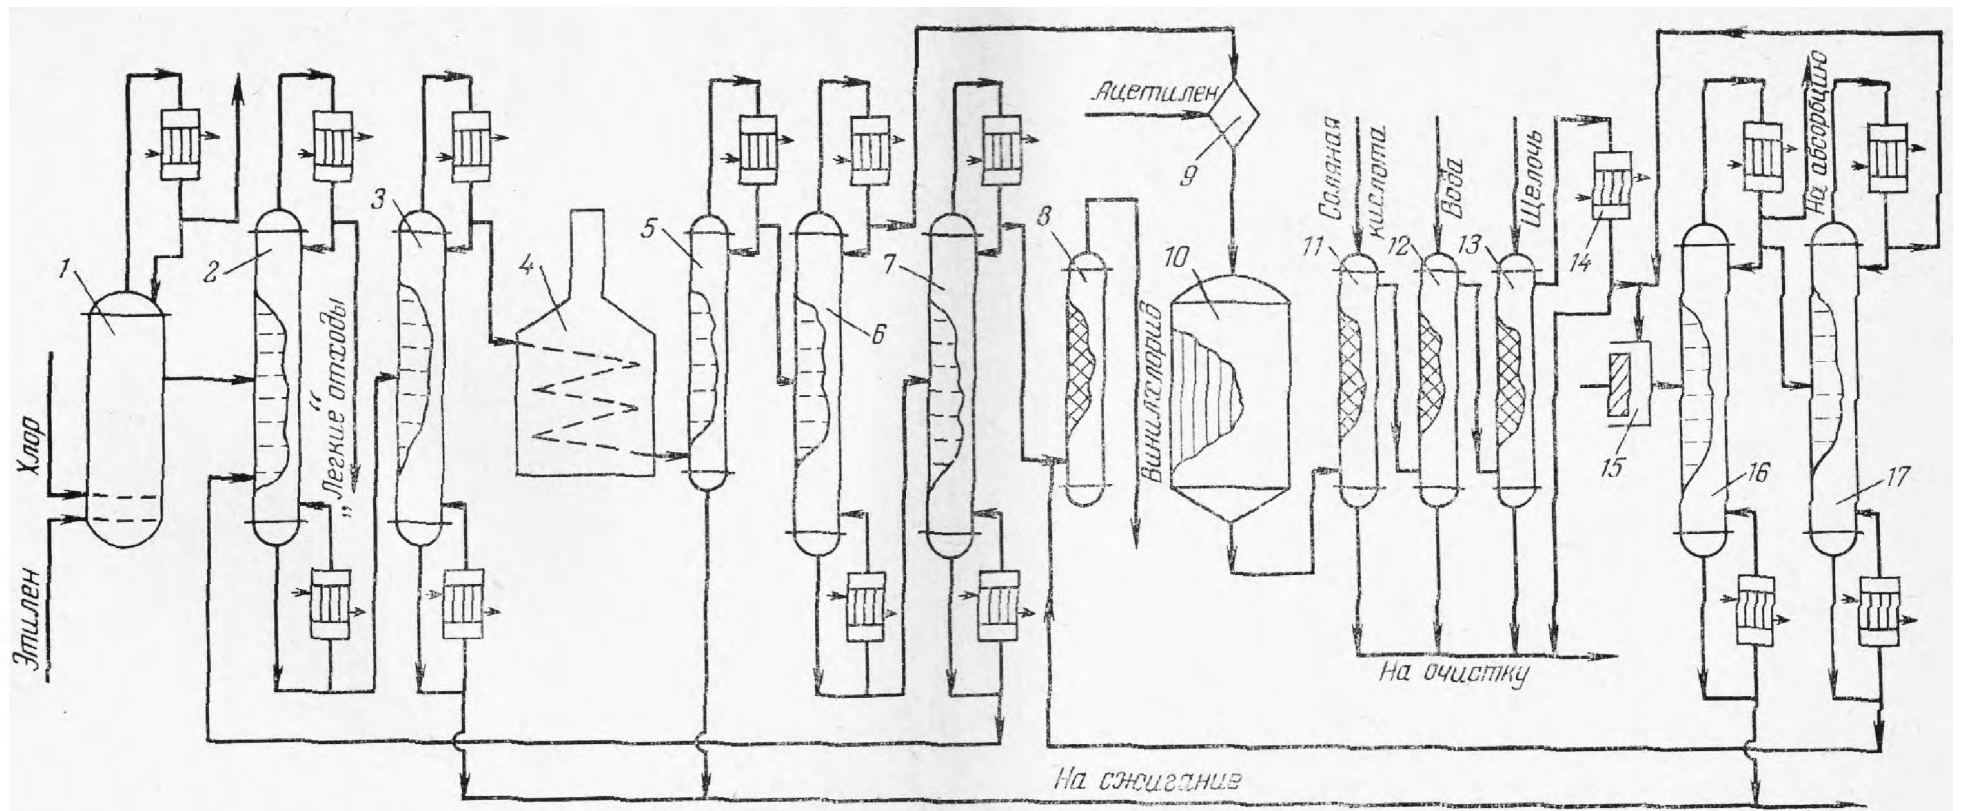 1
Хлор
Этилен
2
„Легкие отходы“
3
4
5
6
7
8
Винилхлорид
Ацетилен
9
10
Соляная
кислота
11
Вода
12
Щелочь
13
14
15
На абсорбцию
16
17
На очистку
На сжигание